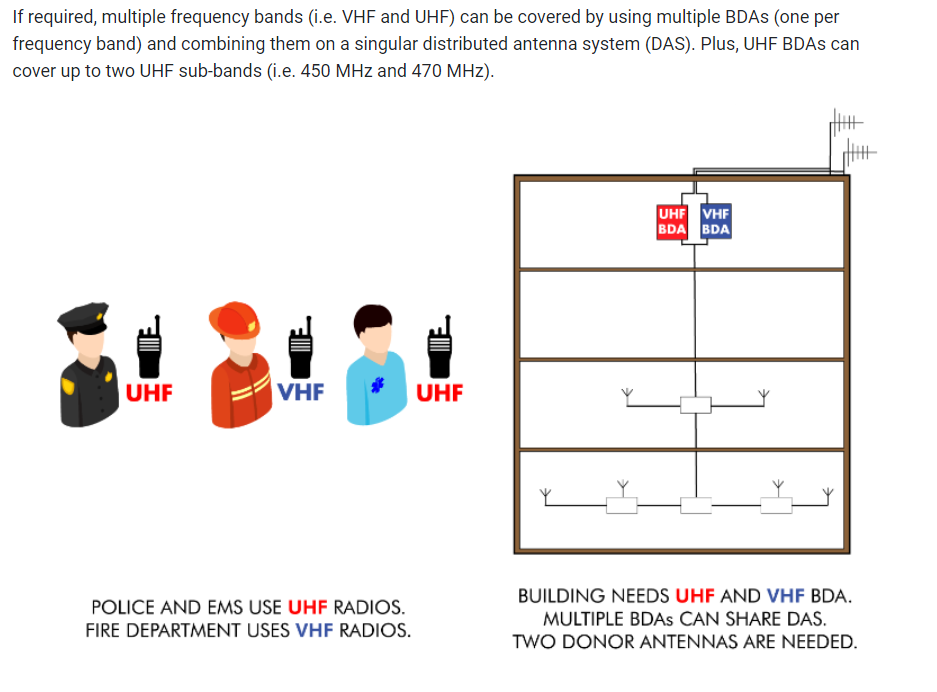 If required, multiple frequency bands (i.e. VHF and UHF) can be covered by using multiple BDAs (one per
frequency band) and combining them on a singular distributed antenna system (DAS). Plus, UHF BDAs can
cover up to two UHF sub-bands (i.e. 450 MHz and 470 MHz).
UHF
BDA
VHF
BDA
UHF
VHF
UHF
POLICE AND EMS USE UHF RADIOS.
FIRE DEPARTMENT USES VHF RADIOS.
BUILDING NEEDS UHF AND VHF BDA.
MULTIPLE BDAs CAN SHARE DAS.
TWO DONOR ANTENNAS ARE NEEDED.